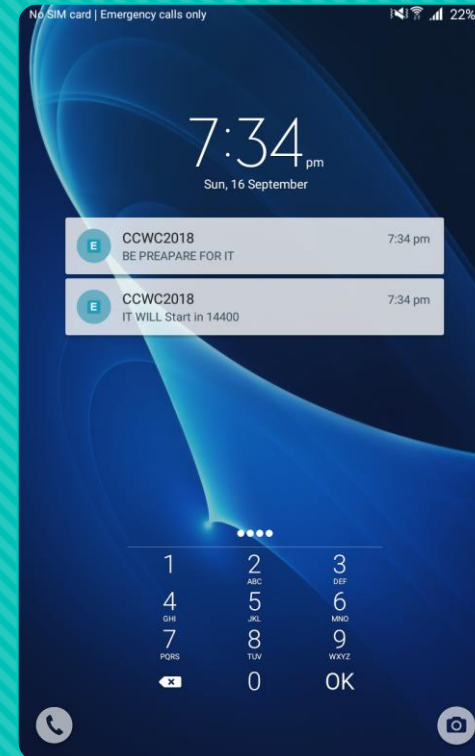 No SIM card | Emergency calls only 22%
7:34 pm
Sun, 16 September
E CCWC2018 7:34 pm
BE PREAPARE FOR IT
E CCWC2018 7:34 pm
IT WILL Start in 14400
1 2 3
ABC DEF
4 5 6
GHI JKL MNO
7 8 9
PQRS TUV WXYZ
0 OK